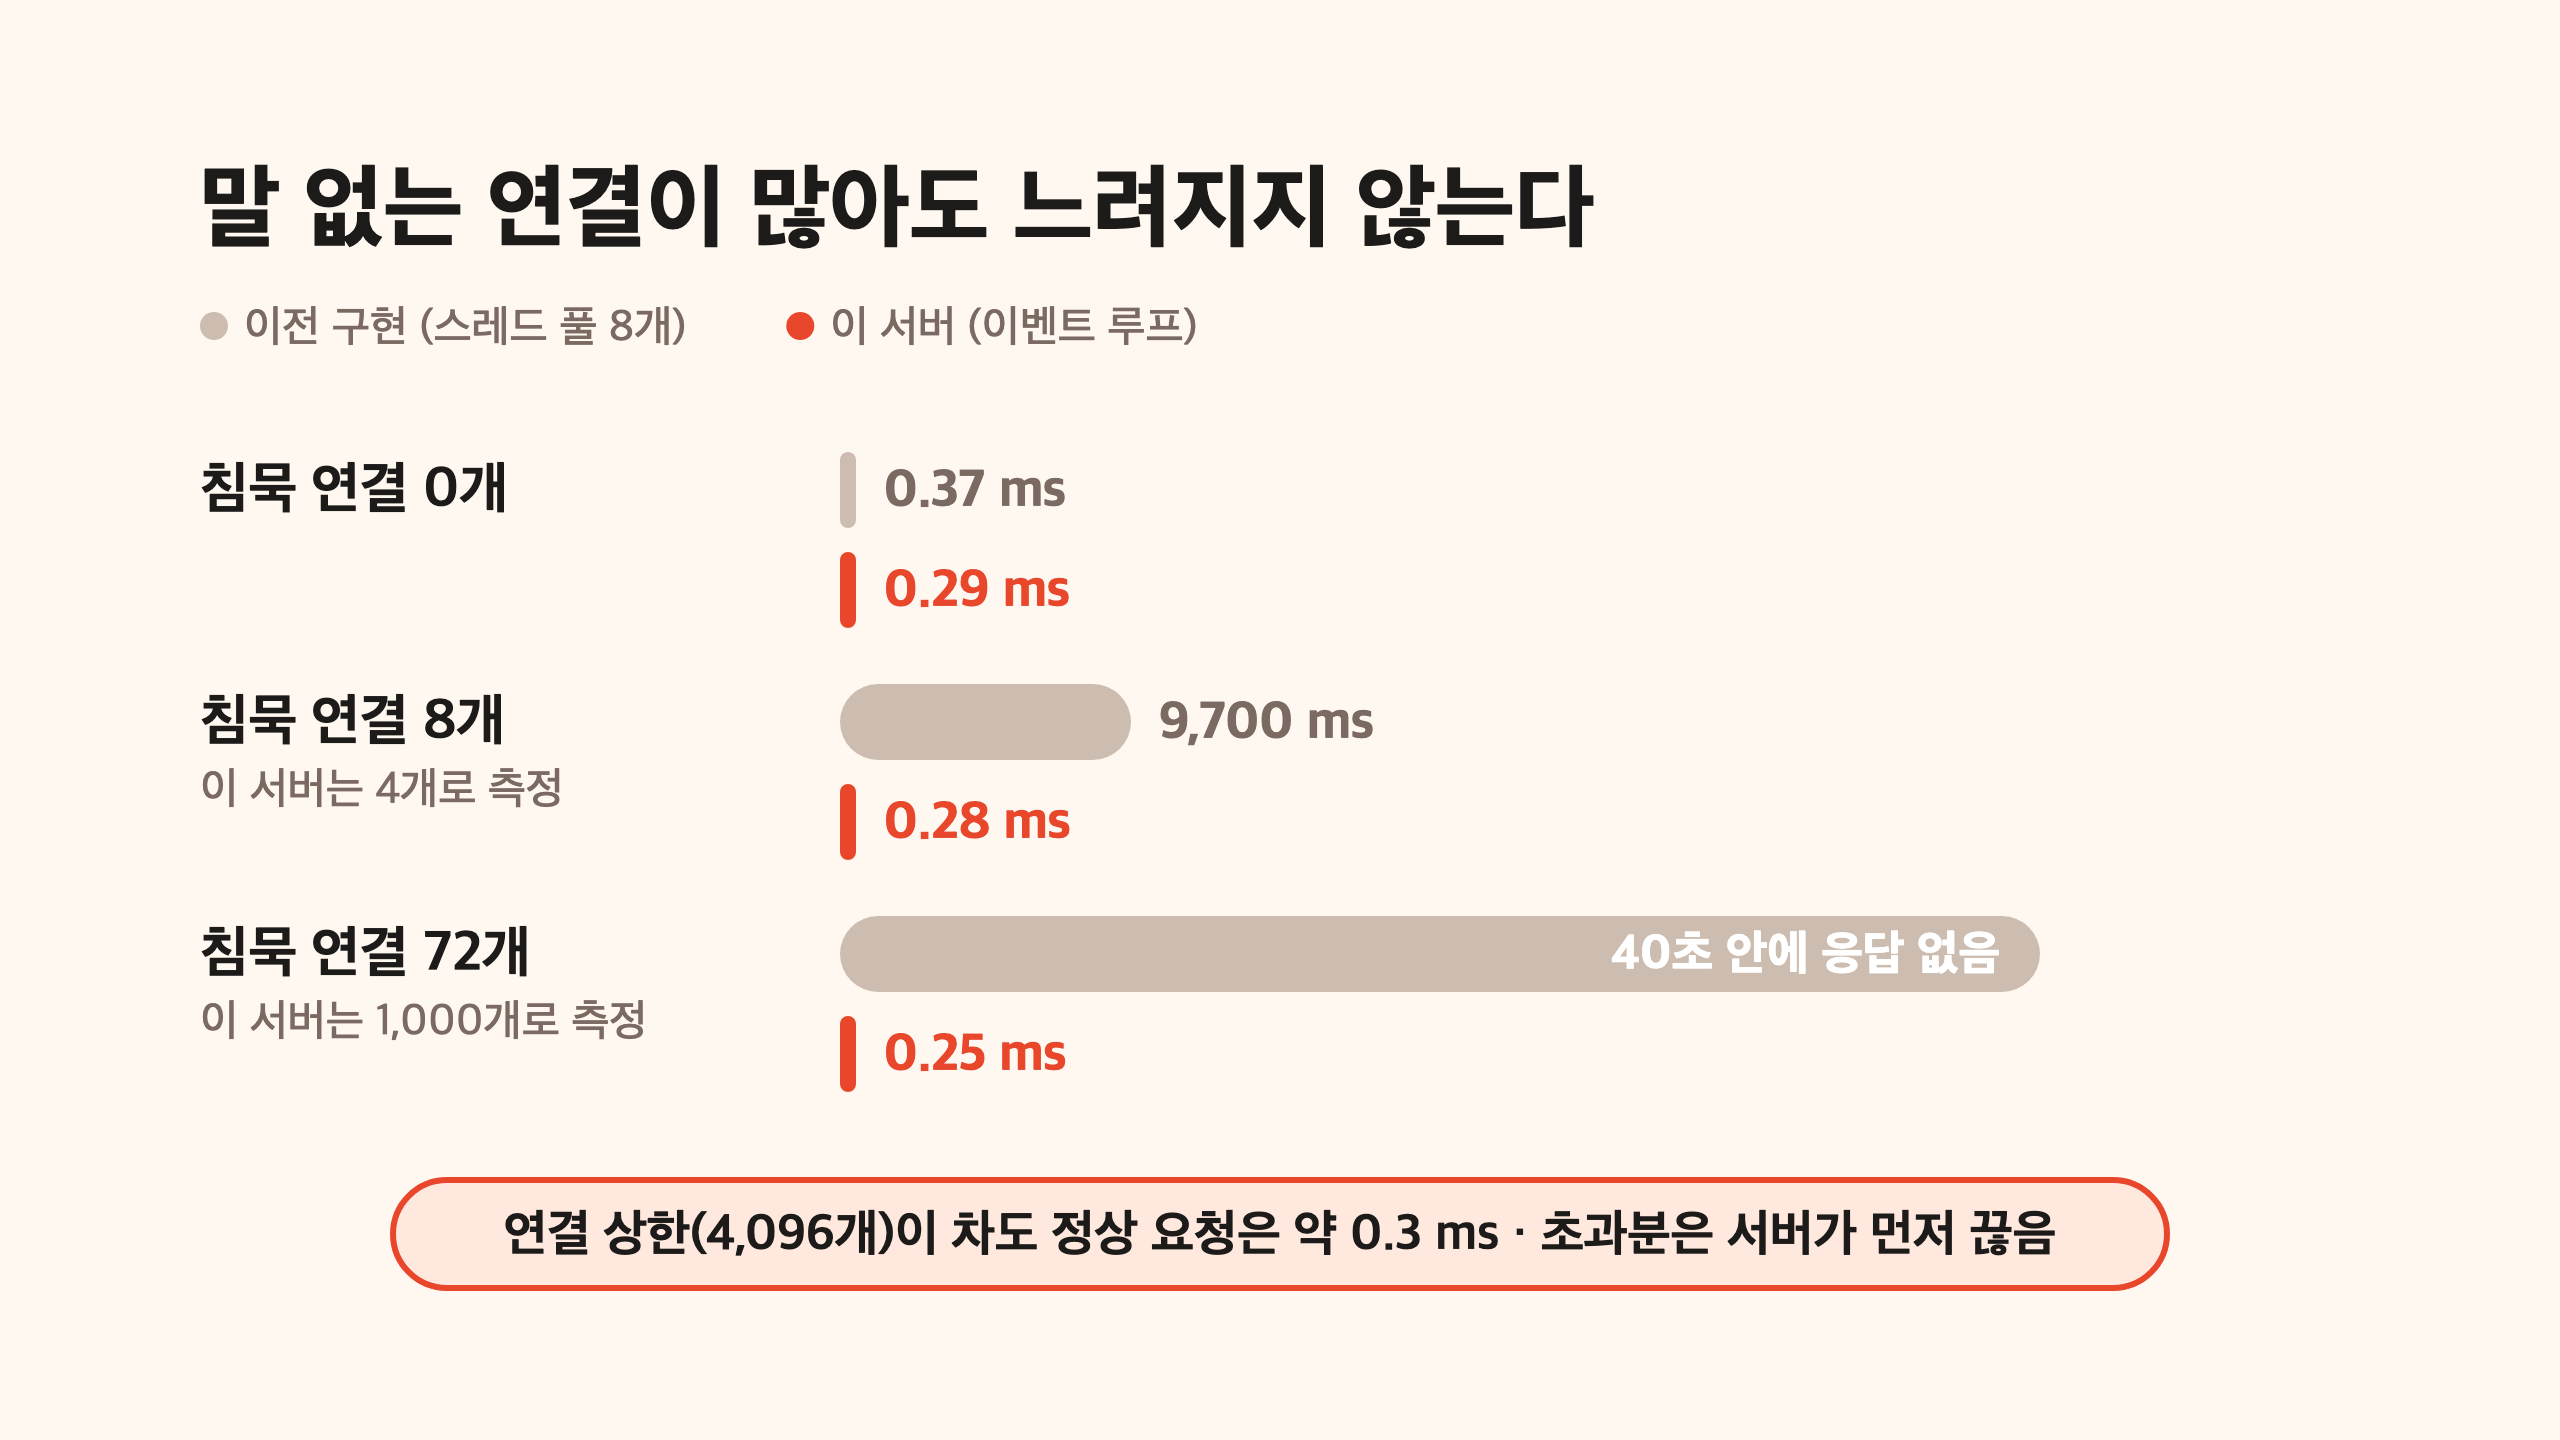 말 없는 연결이 많아도 느려지지 않는다
이전 구현 (스레드 풀 8개)
이 서버 (이벤트 루프)
침묵 연결 0개
0.37 ms
0.29 ms
침묵 연결 8개
이 서버는 4개로 측정
9,700 ms
0.28 ms
침묵 연결 72개
이 서버는 1,000개로 측정
40초 안에 응답 없음
0.25 ms
연결 상한(4,096개)이 차도 정상 요청은 약 0.3 ms · 초과분은 서버가 먼저 끊음